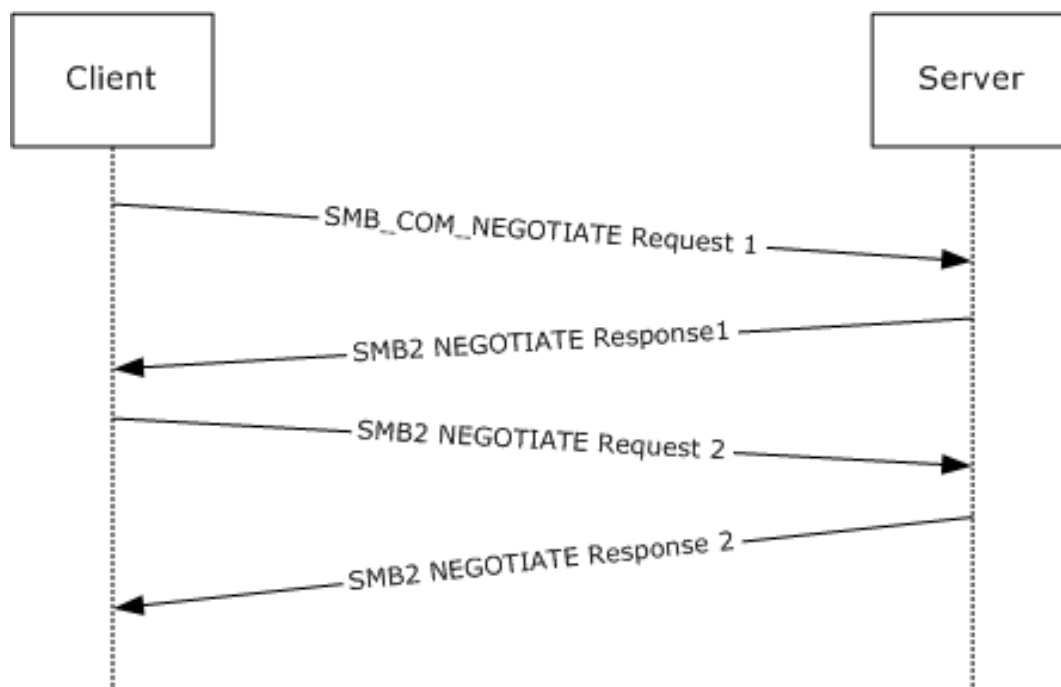 Client
Server
SMB_COM_NEGOTIATE Request 1
SMB2 NEGOTIATE Response1
SMB2 NEGOTIATE Request 2
SMB2 NEGOTIATE Response 2